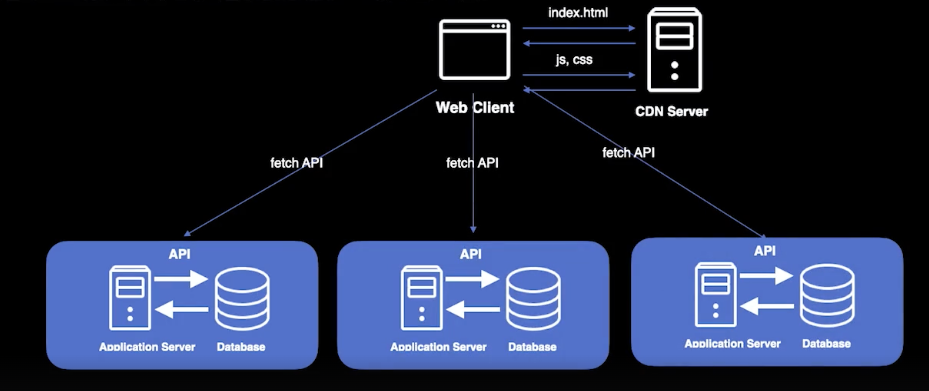 index.html
js, css
Web Client
CDN Server
fetch API
fetch API
fetch API
API
API
API
Application Server
Database
Application Server
Database
Application Server
Database